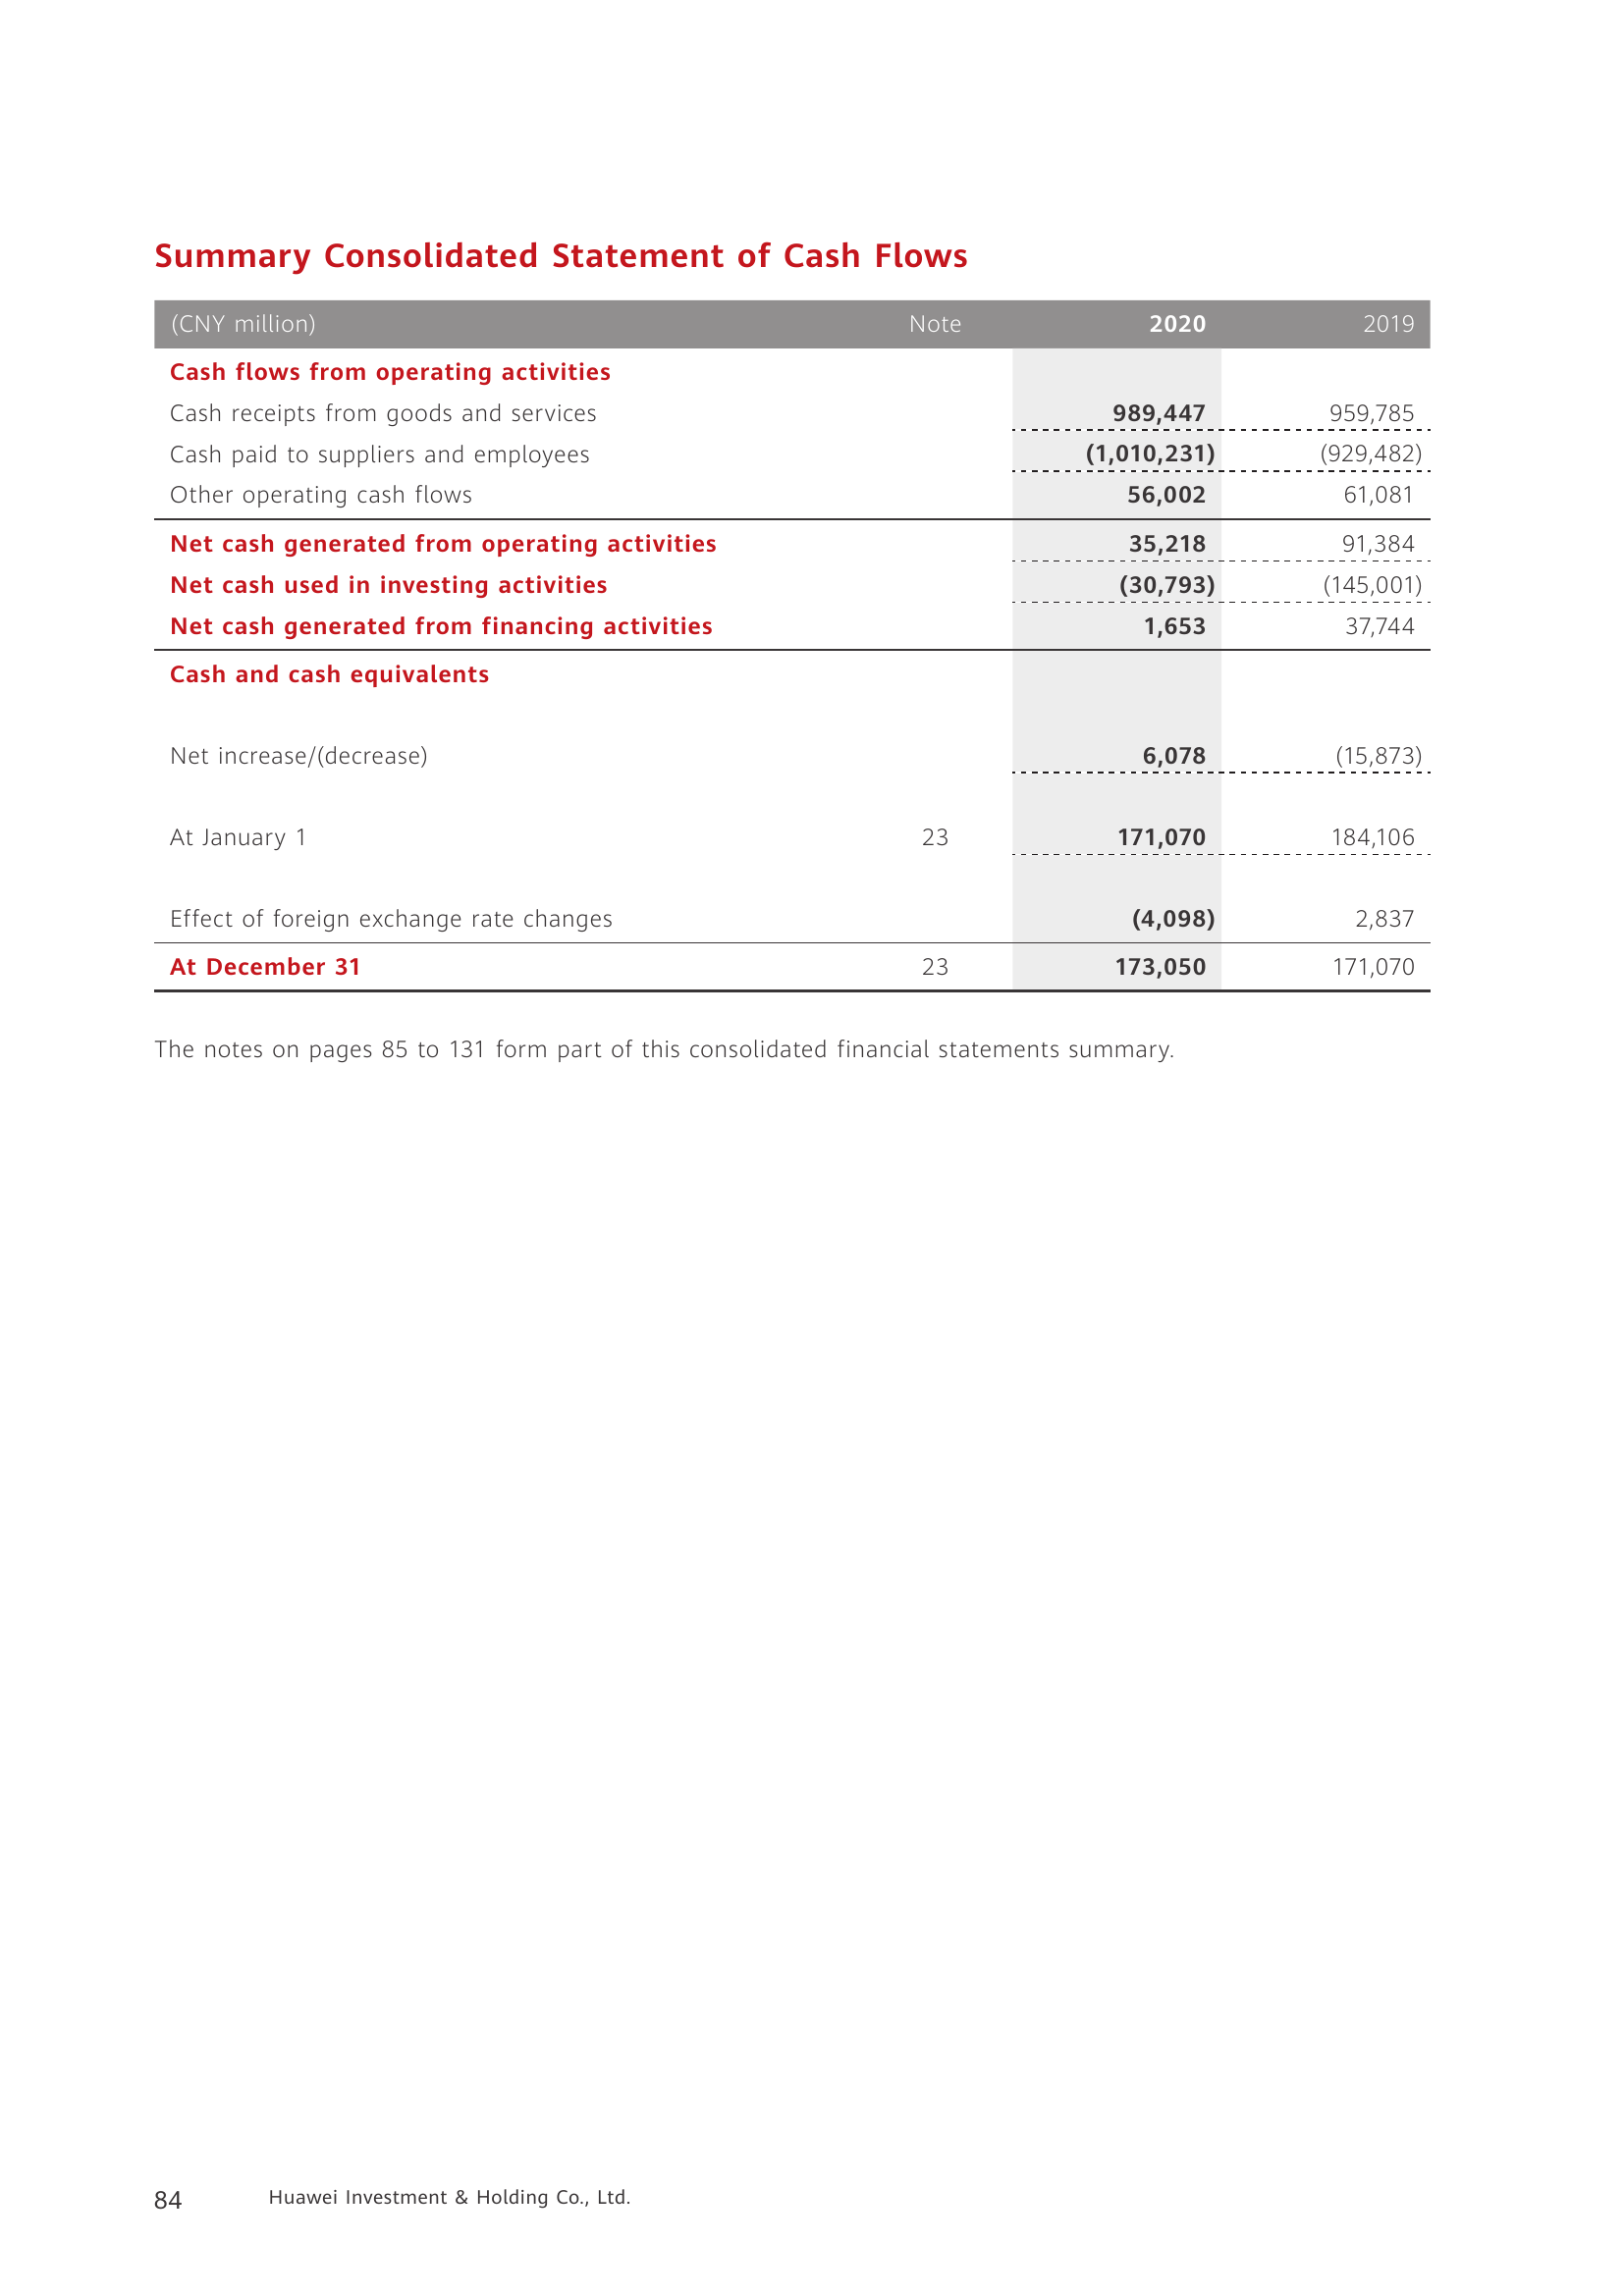 Summary Consolidated Statement of Cash Flows
(CNY million) Note 2020 2019
Cash flows from operating activities
Cash receipts from goods and services 989,447 959,785
Cash paid to suppliers and employees (1,010,231) (929,482)
Other operating cash flows 56,002 61,081
Net cash generated from operating activities 35,218 91,384
Net cash used in investing activities (30,793) (145,001)
Net cash generated from financing activities 1,653 37,744
Cash and cash equivalents
Net increase/(decrease) 6,078 (15,873)
At January 1 23 171,070 184,106
Effect of foreign exchange rate changes (4,098) 2,837
At December 31 23 173,050 171,070
The notes on pages 85 to 131 form part of this consolidated financial statements summary.
84 Huawei Investment & Holding Co., Ltd.